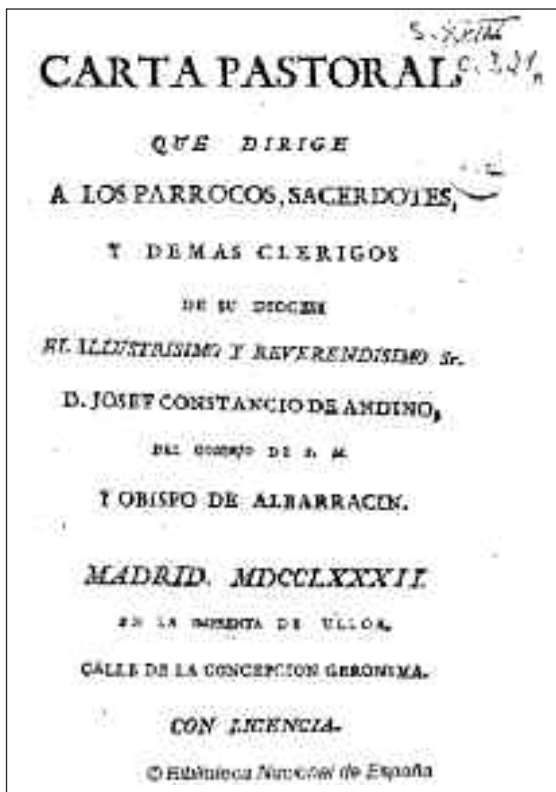 CARTA PASTORAL,
QUE DIRIGE
A LOS PARROCOS, SACERDOTES,
Y DEMAS CLERIGOS
DE SU DIOCESI
EL ILLUSTRISIMO Y REVERENDISIMO Sr.
D. JOSEF CONSTANCIO DE ANDINO,
DEL CONSEJO DE S. M.
Y OBISPO DE ALBARRACIN.
MADRID. MDCCLXXXII.
EN LA IMPRENTA DE ULLOA,
CALLE DE LA CONCEPCION GERONIMA.
CON LICENCIA.
© Biblioteca Nacional de España